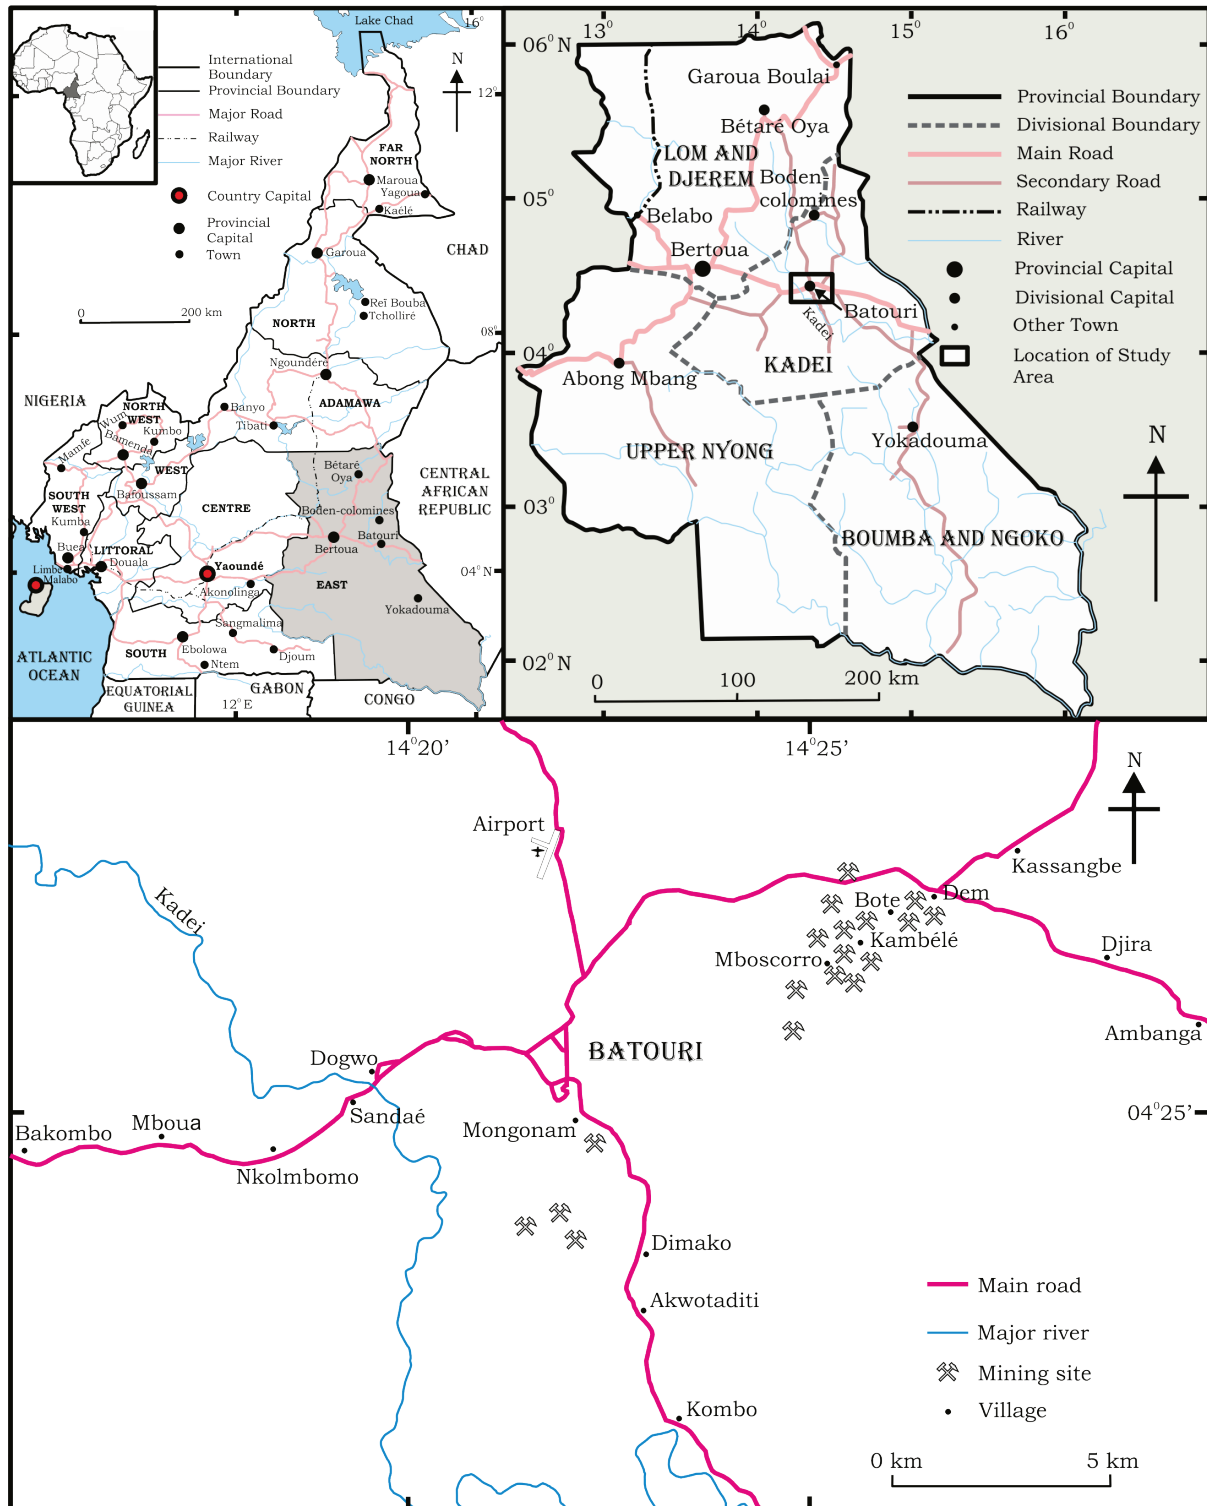 Lake Chad
16°
N
12°
International
Boundary
Provincial Boundary
Major Road
Railway
Major River
Country Capital
Provincial
Capital
Town
0
200 km
FAR
NORTH
Maroua
Yagoua
Kaélé
CHAD
Garoua
Reï Bouba
Tcholliré
NORTH
08°
Ngoundéré
NIGERIA
NORTH
WEST
Wum
Kumbo
Bamenda
Banyo
Tibati
ADAMAWA
Mamfe
WEST
Bafoussam
SOUTH
WEST
Kumba
CENTRE
Bétaré
Oya
CENTRAL
AFRICAN
REPUBLIC
Boden-colomines
Batouri
Bertoua
Buea
LITTORAL
Douala
Limbe
Malabo
Yaoundé
Akonolinga
EAST
04° N
Yokadouma
Sangmalima
SOUTH
Ebolowa
Ntem
Djoum
ATLANTIC
OCEAN
EQUATORIAL
GUINEA
GABON
12° E
CONGO
13°
14°
15°
16°
06° N
05°
04°
03°
02° N
Garoua Boulai
Bétaré Oya
LOM AND
DJEREM
Boden
colomines
Belabo
Bertoua
Batouri
Kadei
KADEI
Abong Mbang
UPPER NYONG
Yokadouma
BOUMBA AND NGOKO
Provincial Boundary
Divisional Boundary
Main Road
Secondary Road
Railway
River
Provincial Capital
Divisional Capital
Other Town
Location of Study
Area
N
0
100
200 km
14°20’
14°25’
N
Airport
Kadei
Kassangbe
Dem
Bote
Kambélé
Mboscorro
Djira
Ambanga
BATOURI
Dogwo
Sandaé
04°25’
Bakombo
Mboua
Nkolmbomo
Mongonam
Dimako
Akwotaditi
Kombo
Main road
Major river
Mining site
Village
0 km
5 km